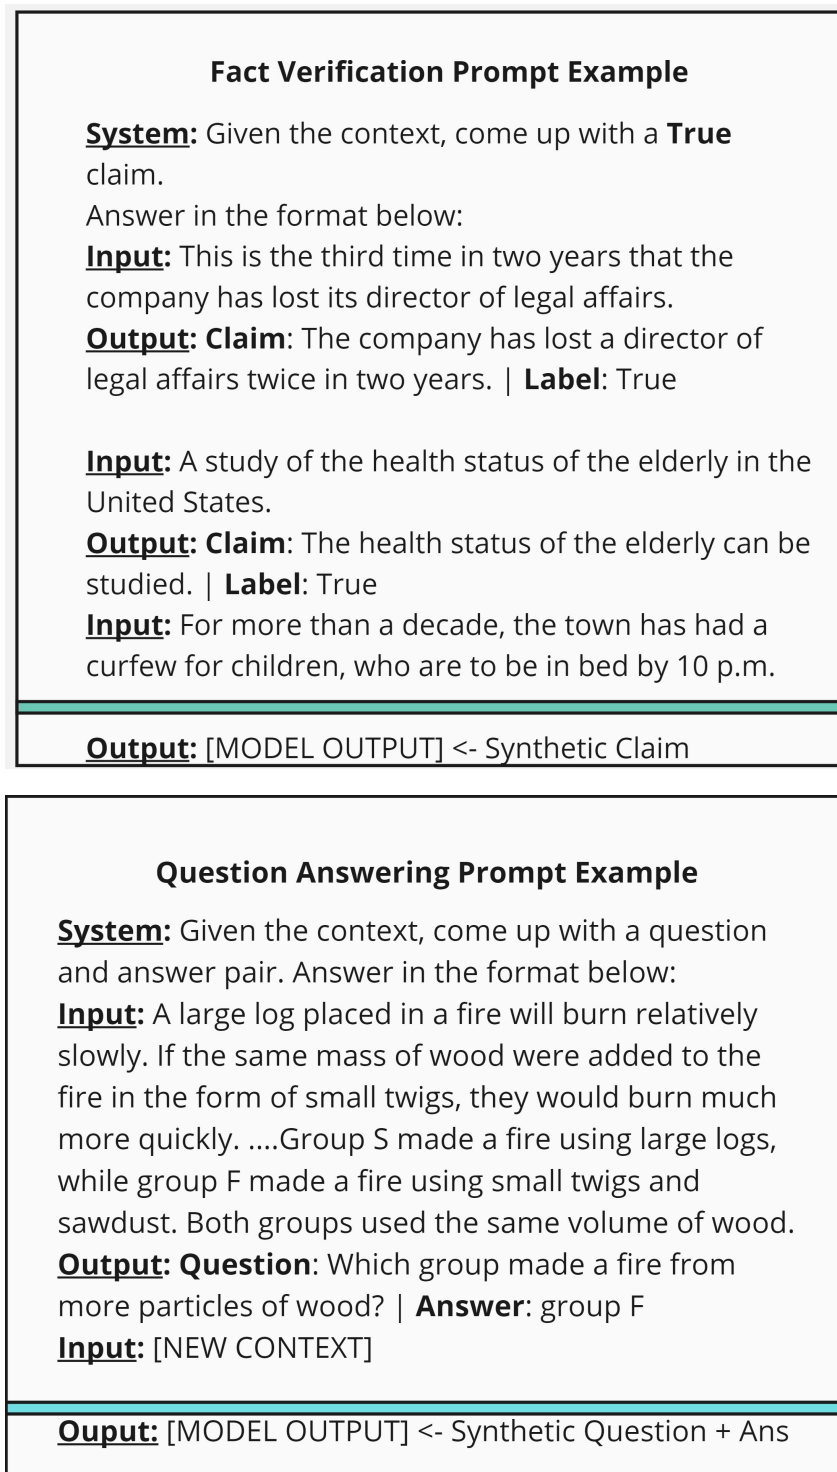 Fact Verification Prompt Example
System: Given the context, come up with a True
claim.
Answer in the format below:
Input: This is the third time in two years that the
company has lost its director of legal affairs.
Output: Claim: The company has lost a director of
legal affairs twice in two years. | Label: True
Input: A study of the health status of the elderly in the
United States.
Output: Claim: The health status of the elderly can be
studied. | Label: True
Input: For more than a decade, the town has had a
curfew for children, who are to be in bed by 10 p.m.
Output: [MODEL OUTPUT] <- Synthetic Claim
Question Answering Prompt Example
System: Given the context, come up with a question
and answer pair. Answer in the format below:
Input: A large log placed in a fire will burn relatively
slowly. If the same mass of wood were added to the
fire in the form of small twigs, they would burn much
more quickly. ....Group S made a fire using large logs,
while group F made a fire using small twigs and
sawdust. Both groups used the same volume of wood.
Output: Question: Which group made a fire from
more particles of wood? | Answer: group F
Input: [NEW CONTEXT]
Ouput: [MODEL OUTPUT] <- Synthetic Question + Ans